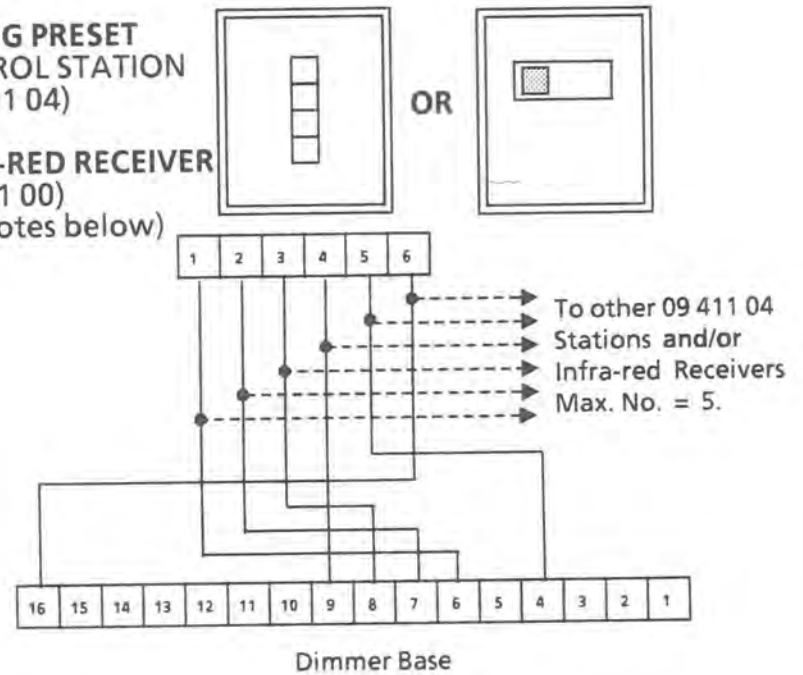 G PRESET
ROL STATION
1 04)
-RED RECEIVER
1 00)
otes below)
OR
1 2 3 4 5 6
To other 09 411 04
Stations and/or
Infra-red Receivers
Max. No. = 5.
16 15 14 13 12 11 10 9 8 7 6 5 4 3 2 1
Dimmer Base